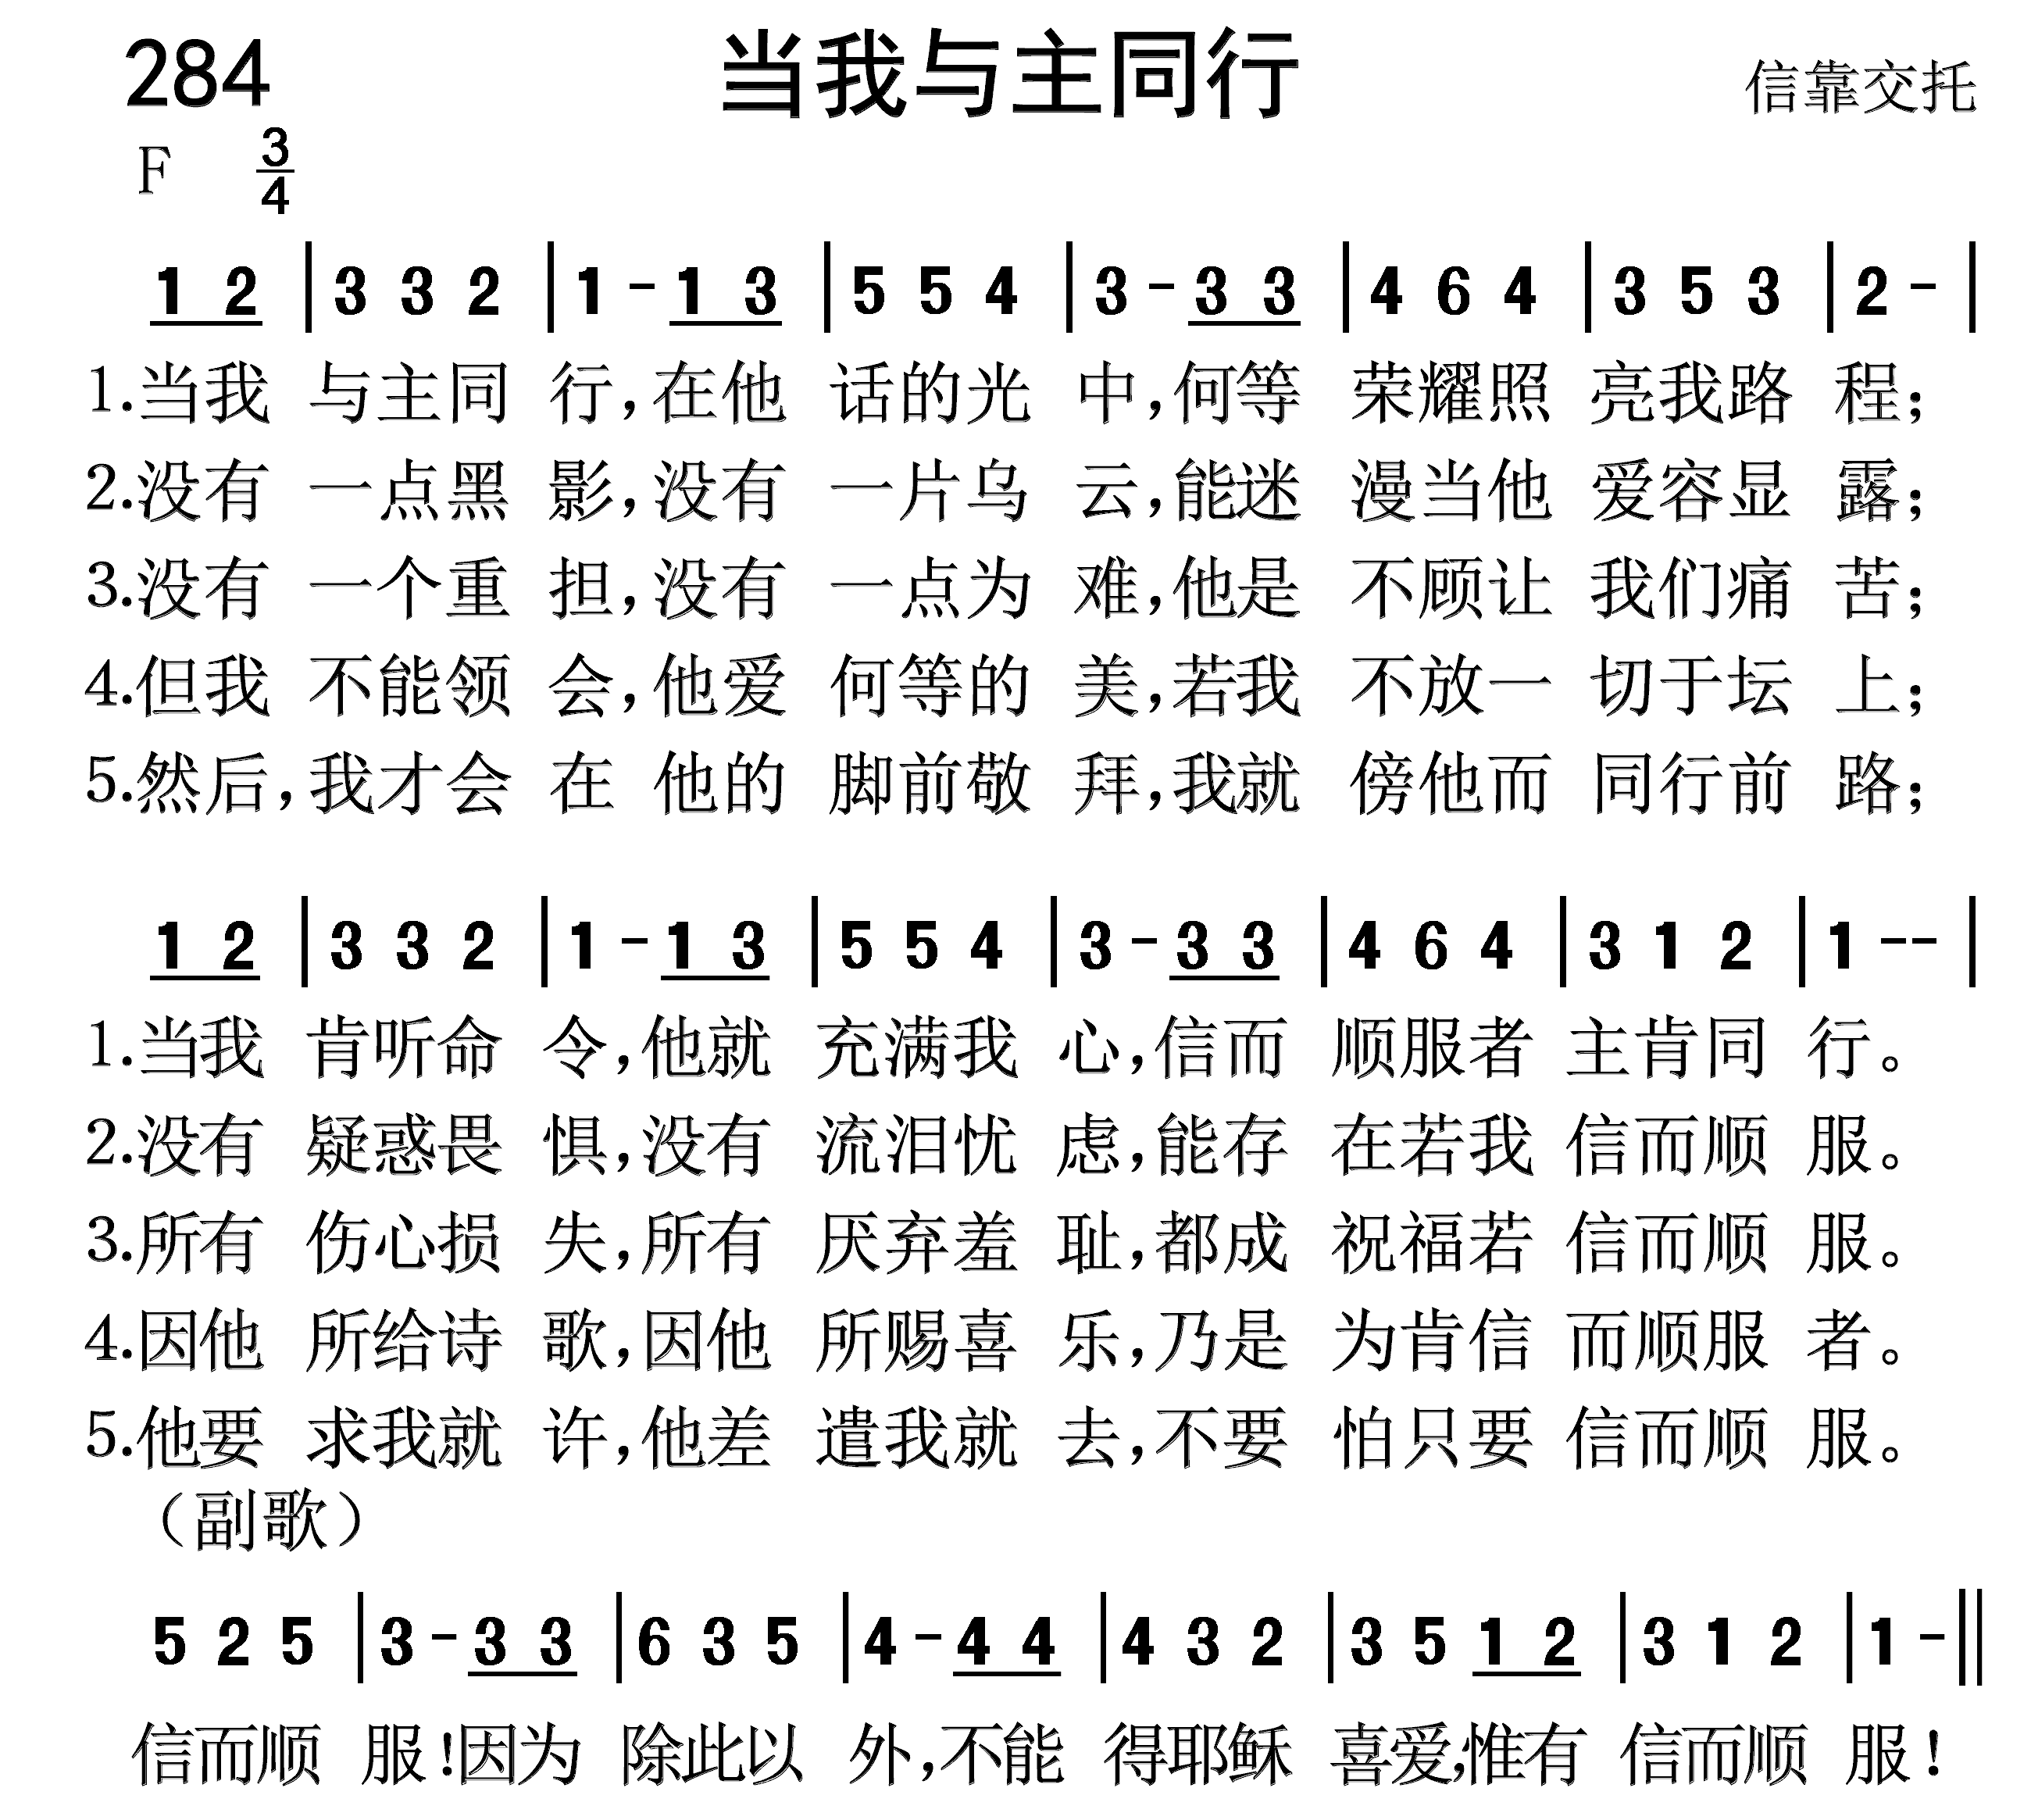 284 当我与主同行 信靠交托
F 3/4
1 2 | 3 3 2 | 1 - 1 3 | 5 5 4 | 3 - 3 3 | 4 6 4 | 3 5 3 | 2 - |
1.当我 与主同 行,在他 话的光 中,何等 荣耀照 亮我路 程;
2.没有 一点黑 影,没有 一片乌 云,能迷 漫当他 爱容显 露;
3.没有 一个重 担,没有 一点为 难,他是 不顾让 我们痛 苦;
4.但我 不能领 会,他爱 何等的 美,若我 不放一 切于坛 上;
5.然后,我才会 在 他的 脚前敬 拜,我就 傍他而 同行前 路;
1 2 | 3 3 2 | 1 - 1 3 | 5 5 4 | 3 - 3 3 | 4 6 4 | 3 1 2 | 1 -- |
1.当我 肯听命 令,他就 充满我 心,信而 顺服者 主肯同 行。
2.没有 疑惑畏 惧,没有 流泪忧 虑,能存 在若我 信而顺 服。
3.所有 伤心损 失,所有 厌弃羞 耻,都成 祝福若 信而顺 服。
4.因他 所给诗 歌,因他 所赐喜 乐,乃是 为肯信 而顺服 者。
5.他要 求我就 许,他差 遣我就 去,不要 怕只要 信而顺 服。
（副歌）
5 2 5 | 3 - 3 3 | 6 3 5 | 4 - 4 4 | 4 3 2 | 3 5 1 2 | 3 1 2 | 1 - ||
信而顺 服!因为 除此以 外,不能 得耶稣 喜爱,惟有 信而顺 服!